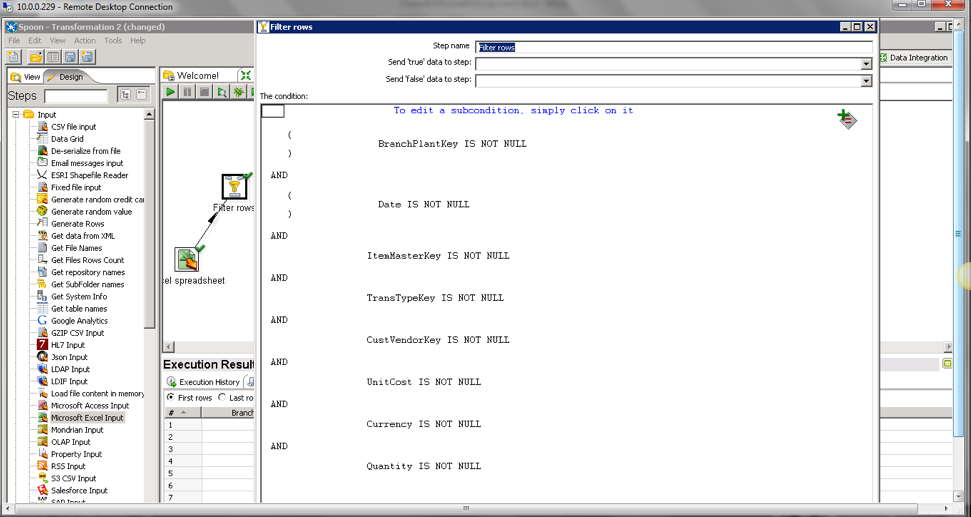 10.0.0.229 - Remote Desktop Connection
Spoon - Transformation 2 (changed)
File Edit View Action Tools Help
View Design
Steps
Input
CSV file input
Data Grid
De-serialize from file
Email messages input
ESRI Shapefile Reader
Fixed file input
Generate random credit car
Generate random value
Generate Rows
Get data from XML
Get File Names
Get Files Rows Count
Get repository names
Get SubFolder names
Get System Info
Get table names
Google Analytics
GZIP CSV Input
HL7 Input
Json Input
LDAP Input
LDIF Input
Load file content in memory
Microsoft Access Input
Microsoft Excel Input
Mondrian Input
OLAP Input
Property Input
RSS Input
S3 CSV Input
Salesforce Input
SAP Input
Welcome!
Filter rows
cel spreadsheet
Execution Result
Execution History
First rows Last ro
# Branch
1
2
3
4
5
6
7
Filter rows
Step name Filter rows
Send 'true' data to step:
Send 'false' data to step:
The condition:
To edit a subcondition, simply click on it
(
BranchPlantKey IS NOT NULL
)
AND
(
Date IS NOT NULL
)
AND
ItemMasterKey IS NOT NULL
AND
TransTypeKey IS NOT NULL
AND
CustVendorKey IS NOT NULL
AND
UnitCost IS NOT NULL
AND
Currency IS NOT NULL
AND
Quantity IS NOT NULL
Data Integration